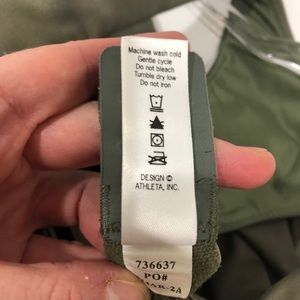 Machine wash cold
Gentle cycle
Do not bleach
Tumble dry low
Do not iron
DESIGN ©
ATHLETA, INC.
736637
PO#